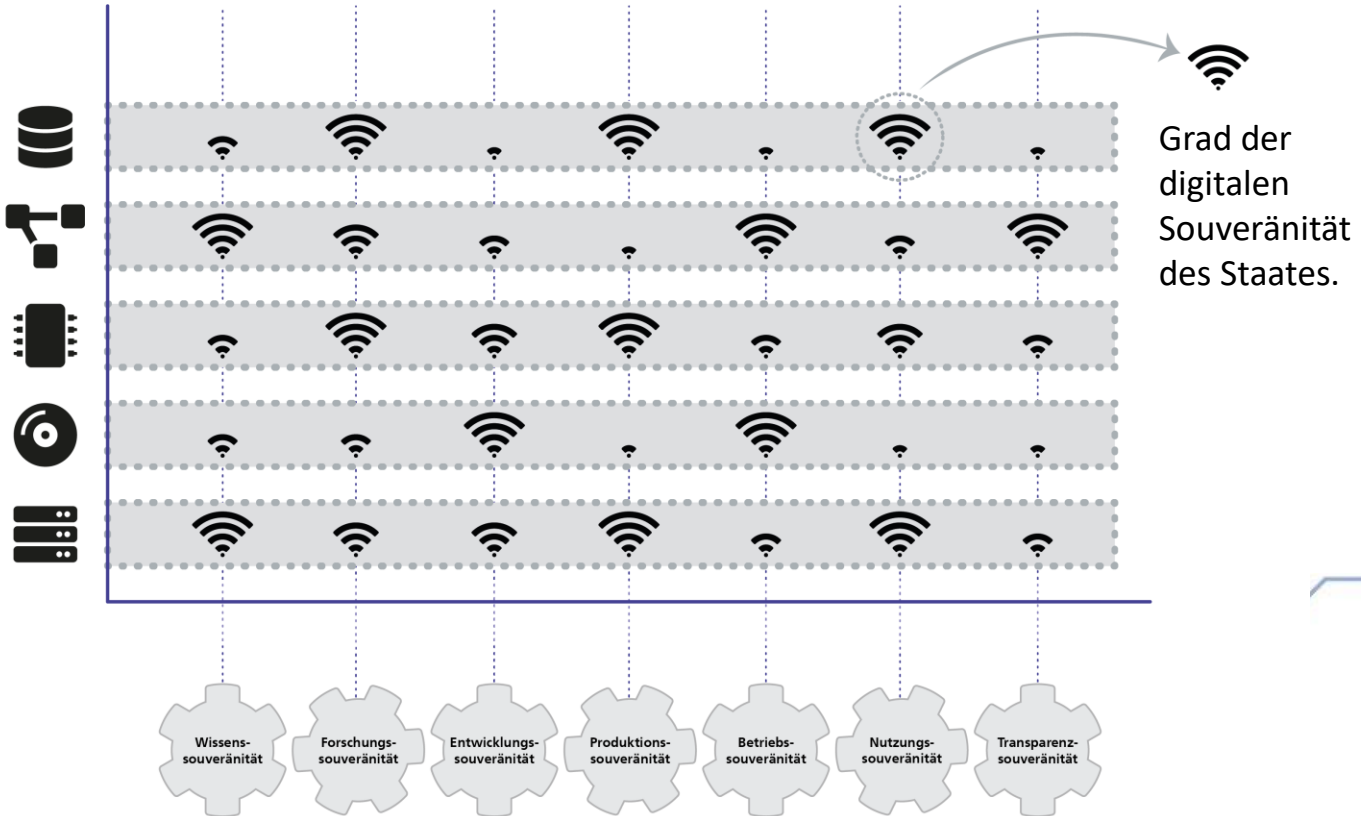 Grad der
digitalen
Souveränität
des Staates.
Wissens-
souveränität
Forschungs-
souveränität
Entwicklungs-
souveränität
Produktions-
souveränität
Betriebs-
souveränität
Nutzungs-
souveränität
Transparenz-
souveränität